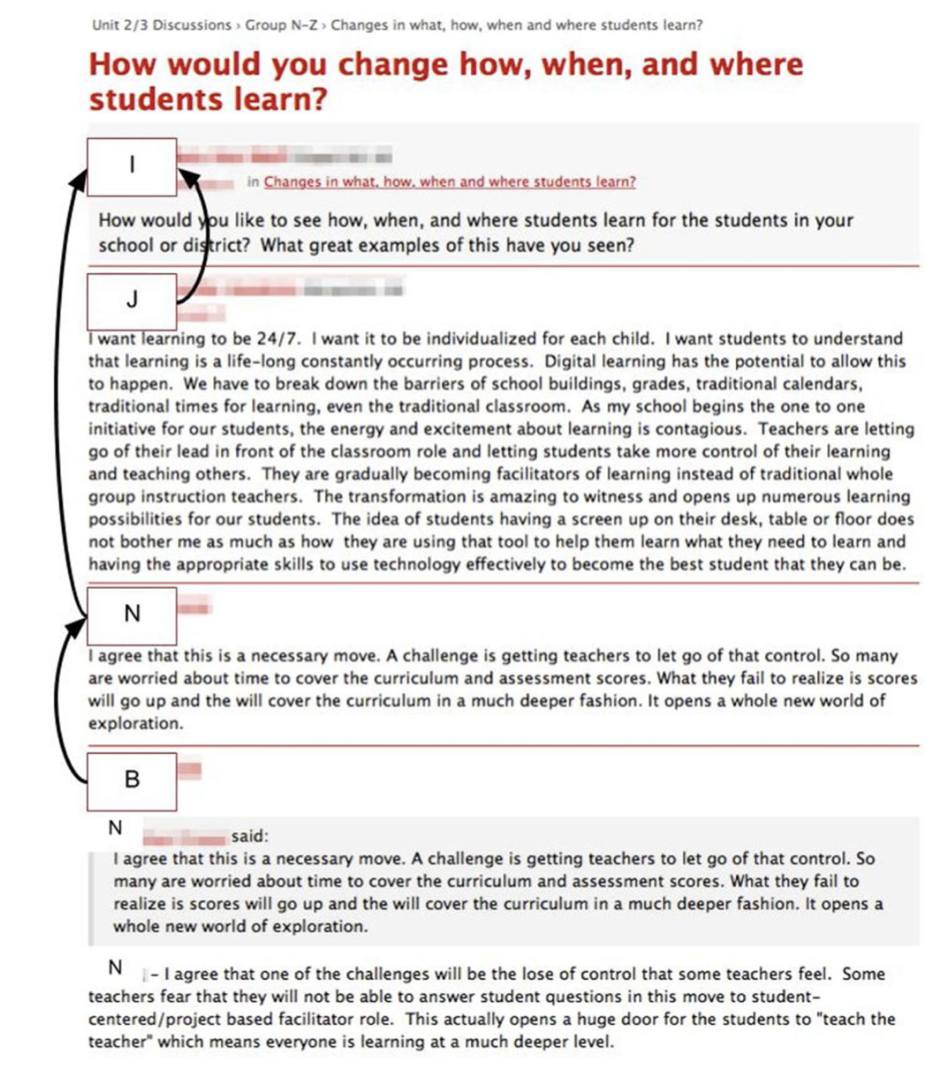 Unit 2/3 Discussions › Group N-Z › Changes in what, how, when and where students learn?
How would you change how, when, and where
students learn?
I
in Changes in what, how, when and where students learn?
How would you like to see how, when, and where students learn for the students in your
school or district? What great examples of this have you seen?
J
I want learning to be 24/7. I want it to be individualized for each child. I want students to understand
that learning is a life-long constantly occurring process. Digital learning has the potential to allow this
to happen. We have to break down the barriers of school buildings, grades, traditional calendars,
traditional times for learning, even the traditional classroom. As my school begins the one to one
initiative for our students, the energy and excitement about learning is contagious. Teachers are letting
go of their lead in front of the classroom role and letting students take more control of their learning
and teaching others. They are gradually becoming facilitators of learning instead of traditional whole
group instruction teachers. The transformation is amazing to witness and opens up numerous learning
possibilities for our students. The idea of students having a screen up on their desk, table or floor does
not bother me as much as how they are using that tool to help them learn what they need to learn and
having the appropriate skills to use technology effectively to become the best student that they can be.
N
I agree that this is a necessary move. A challenge is getting teachers to let go of that control. So many
are worried about time to cover the curriculum and assessment scores. What they fail to realize is scores
will go up and the will cover the curriculum in a much deeper fashion. It opens a whole new world of
exploration.
B
N said:
I agree that this is a necessary move. A challenge is getting teachers to let go of that control. So
many are worried about time to cover the curriculum and assessment scores. What they fail to
realize is scores will go up and the will cover the curriculum in a much deeper fashion. It opens a
whole new world of exploration.
N - I agree that one of the challenges will be the lose of control that some teachers feel. Some
teachers fear that they will not be able to answer student questions in this move to student-
centered/project based facilitator role. This actually opens a huge door for the students to "teach the
teacher" which means everyone is learning at a much deeper level.